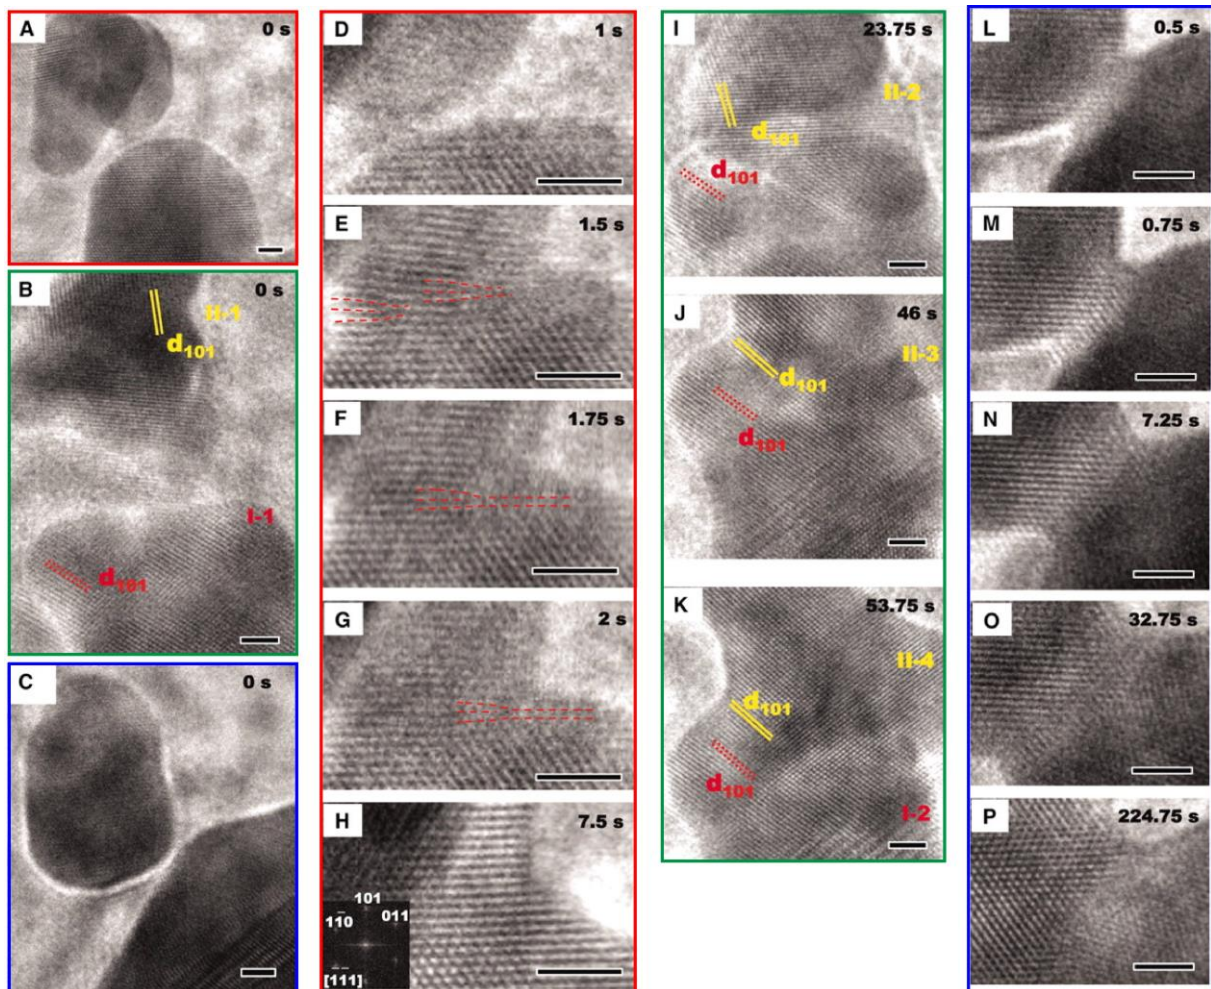 A
0 s
B
0 s
II-1
d101
I-1
d101
C
0 s
D
1 s
E
1.5 s
F
1.75 s
G
2 s
H
7.5 s
101
11̅0
011
[1̅1̅1]
I
23.75 s
II-2
d101
d101
J
46 s
II-3
d101
d101
K
53.75 s
II-4
d101
d101
I-2
L
0.5 s
M
0.75 s
N
7.25 s
O
32.75 s
P
224.75 s